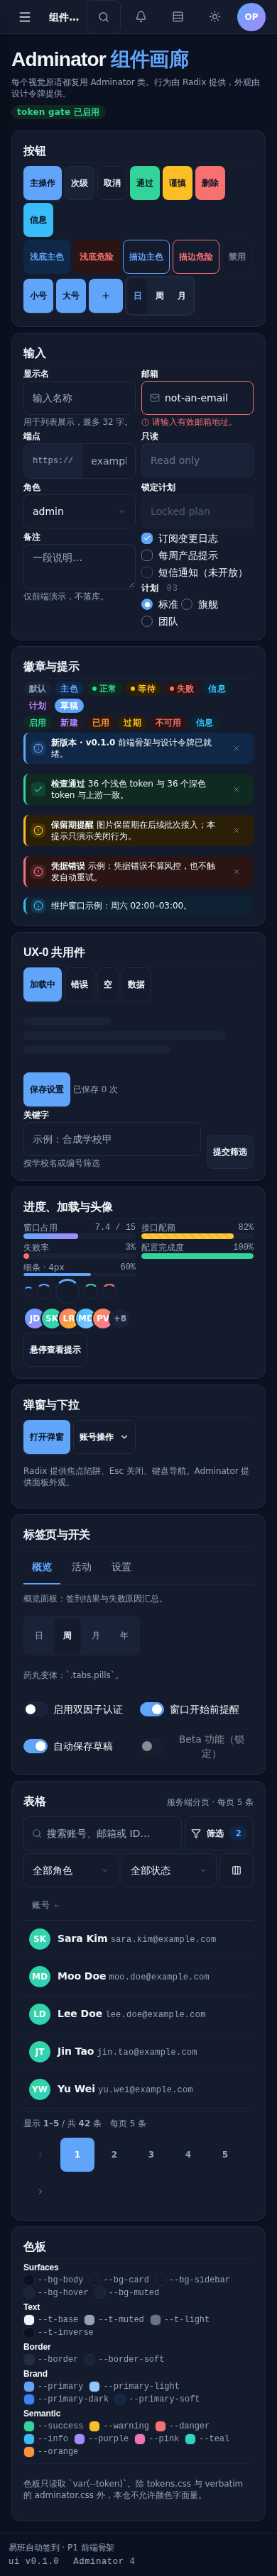 组件… OP
Adminator 组件画廊
每个视觉原语都复用 Adminator 类。行为由 Radix 提供，外观由
设计令牌提供。
token gate 已启用
按钮
主操作 次级 取消 通过 谨慎 删除
信息
浅底主色 浅底危险 描边主色 描边危险 禁用
小号 大号 + 日 周 月
输入
显示名 邮箱
输入名称 not-an-email
用于列表展示，最多 32 字。 请输入有效邮箱地址。
端点 只读
https:// exampl Read only
角色 锁定计划
admin Locked plan
备注 订阅变更日志
一段说明… 每周产品提示
短信通知（未开放）
仅前端演示，不落库。 计划 03
标准 旗舰
团队
徽章与提示
默认 主色 正常 等待 失败 信息
计划 草稿
启用 新建 已用 过期 不可用 信息
新版本 · v0.1.0 前端骨架与设计令牌已就
绪。
检查通过 36 个浅色 token 与 36 个深色
token 与上游一致。
保留期提醒 图片保留期在后续批次接入；本
提示只演示关闭行为。
凭据错误 示例：凭据错误不算风控，也不触
发自动重试。
维护窗口示例：周六 02:00–03:00。
UX-0 共用件
加载中 错误 空 数据
保存设置 已保存 0 次
关键字
示例：合成学校甲 提交筛选
按学校名或编号筛选
进度、加载与头像
窗口占用 7.4 / 15 接口配额 82%
失败率 3% 配置完成度 100%
细条 · 4px 60%
JD SK LR MD PV +8
悬停查看提示
弹窗与下拉
打开弹窗 账号操作
Radix 提供焦点陷阱、Esc 关闭、键盘导航。Adminator 提
供面板外观。
标签页与开关
概览 活动 设置
概览面板：签到结果与失败原因汇总。
日 周 月 年
药丸变体：`.tabs.pills`。
启用双因子认证 窗口开始前提醒
自动保存草稿 Beta 功能（锁
定）
表格 服务端分页 · 每页 5 条
搜索账号、邮箱或 ID… 筛选 2
全部角色 全部状态
账号
SK Sara Kim sara.kim@example.com
MD Moo Doe moo.doe@example.com
LD Lee Doe lee.doe@example.com
JT Jin Tao jin.tao@example.com
YW Yu Wei yu.wei@example.com
显示 1–5 / 共 42 条 每页 5 条
‹ 1 2 3 4 5
›
色板
Surfaces
--bg-body --bg-card --bg-sidebar
--bg-hover --bg-muted
Text
--t-base --t-muted --t-light
--t-inverse
Border
--border --border-soft
Brand
--primary --primary-light
--primary-dark --primary-soft
Semantic
--success --warning --danger
--info --purple --pink --teal
--orange
色板只读取 `var(--token)`。除 tokens.css 与 verbatim
的 adminator.css 外，本仓不允许颜色字面量。
易班自动签到 · P1 前端骨架
ui v0.1.0 Adminator 4